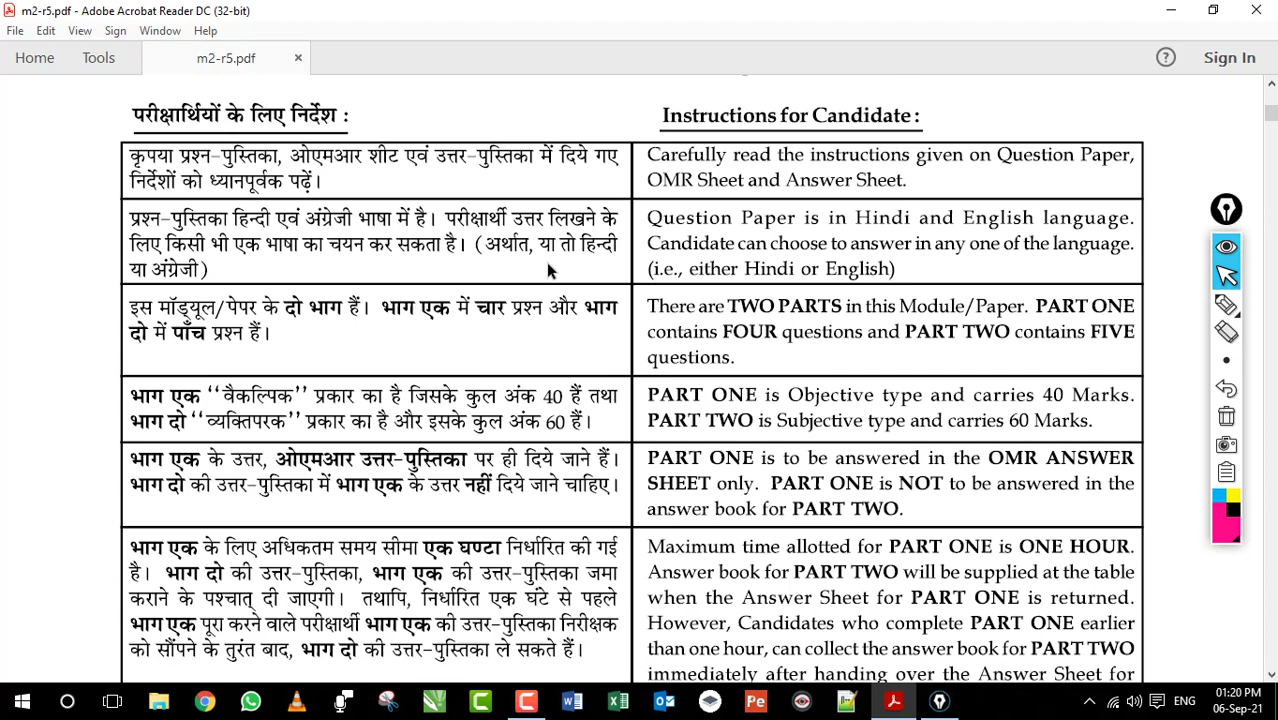 m2-r5.pdf - Adobe Acrobat Reader DC (32-bit)
File Edit View Sign Window Help
Home Tools m2-r5.pdf × ? Sign In
परीक्षार्थियों के लिए निर्देश :
कृपया प्रश्न-पुस्तिका, ओएमआर शीट एवं उत्तर-पुस्तिका में दिये गए
निर्देशों को ध्यानपूर्वक पढ़ें।
प्रश्न-पुस्तिका हिन्दी एवं अंग्रेजी भाषा में है। परीक्षार्थी उत्तर लिखने के
लिए किसी भी एक भाषा का चयन कर सकता है। (अर्थात, या तो हिन्दी
या अंग्रेजी)
इस मॉड्यूल/पेपर के दो भाग हैं। भाग एक में चार प्रश्न और भाग
दो में पाँच प्रश्न हैं।
भाग एक ‘‘वैकल्पिक’’ प्रकार का है जिसके कुल अंक 40 हैं तथा
भाग दो ‘‘व्यक्तिपरक’’ प्रकार का है और इसके कुल अंक 60 हैं।
भाग एक के उत्तर, ओएमआर उत्तर-पुस्तिका पर ही दिये जाने हैं।
भाग दो की उत्तर-पुस्तिका में भाग एक के उत्तर नहीं दिये जाने चाहिए।
भाग एक के लिए अधिकतम समय सीमा एक घण्टा निर्धारित की गई
है। भाग दो की उत्तर-पुस्तिका, भाग एक की उत्तर-पुस्तिका जमा
कराने के पश्चात् दी जाएगी। तथापि, निर्धारित एक घंटे से पहले
भाग एक पूरा करने वाले परीक्षार्थी भाग एक की उत्तर-पुस्तिका निरीक्षक
को सौंपने के तुरंत बाद, भाग दो की उत्तर-पुस्तिका ले सकते हैं।
Instructions for Candidate :
Carefully read the instructions given on Question Paper,
OMR Sheet and Answer Sheet.
Question Paper is in Hindi and English language.
Candidate can choose to answer in any one of the language.
(i.e., either Hindi or English)
There are TWO PARTS in this Module/Paper. PART ONE
contains FOUR questions and PART TWO contains FIVE
questions.
PART ONE is Objective type and carries 40 Marks.
PART TWO is Subjective type and carries 60 Marks.
PART ONE is to be answered in the OMR ANSWER
SHEET only. PART ONE is NOT to be answered in the
answer book for PART TWO.
Maximum time allotted for PART ONE is ONE HOUR.
Answer book for PART TWO will be supplied at the table
when the Answer Sheet for PART ONE is returned.
However, Candidates who complete PART ONE earlier
than one hour, can collect the answer book for PART TWO
immediately after handing over the Answer Sheet for
ENG
01:20 PM
06-Sep-21